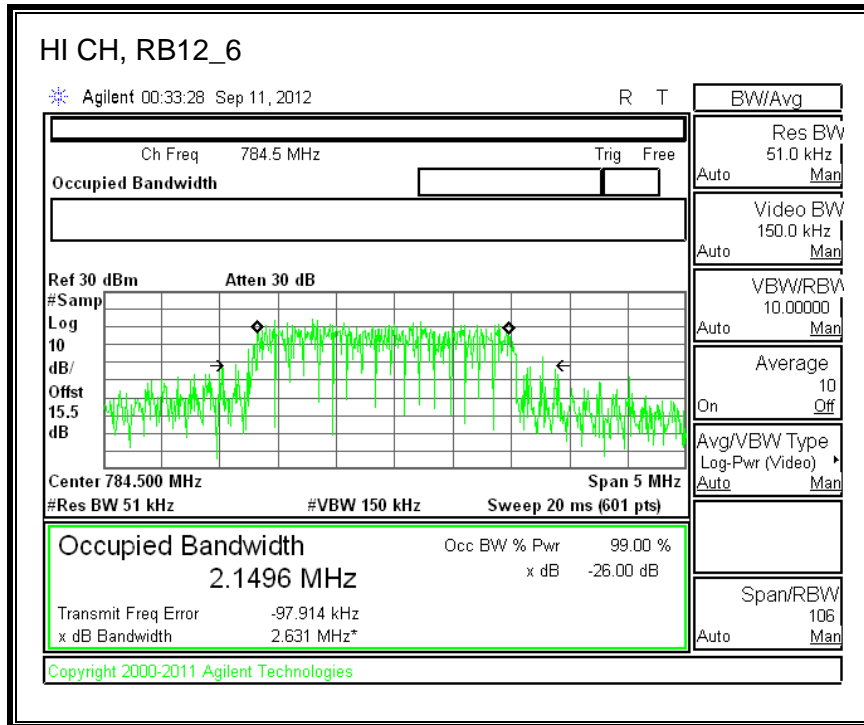 HI CH, RB12_6
Agilent 00:33:28 Sep 11, 2012 R T
Ch Freq 784.5 MHz Trig Free
Occupied Bandwidth
Ref 30 dBm Atten 30 dB
#Samp
Log
10
dB/
Offst
15.5
dB
Center 784.500 MHz Span 5 MHz
#Res BW 51 kHz #VBW 150 kHz Sweep 20 ms (601 pts)
Occupied Bandwidth Occ BW % Pwr 99.00 %
2.1496 MHz x dB -26.00 dB
Transmit Freq Error -97.914 kHz
x dB Bandwidth 2.631 MHz*
Copyright 2000-2011 Agilent Technologies
BW/Avg
Res BW
51.0 kHz
Auto Man
Video BW
150.0 kHz
Auto Man
VBW/RBW
10.00000
Auto Man
Average
10
On Off
Avg/VBW Type
Log-Pwr (Video)
Auto Man
Span/RBW
106
Auto Man